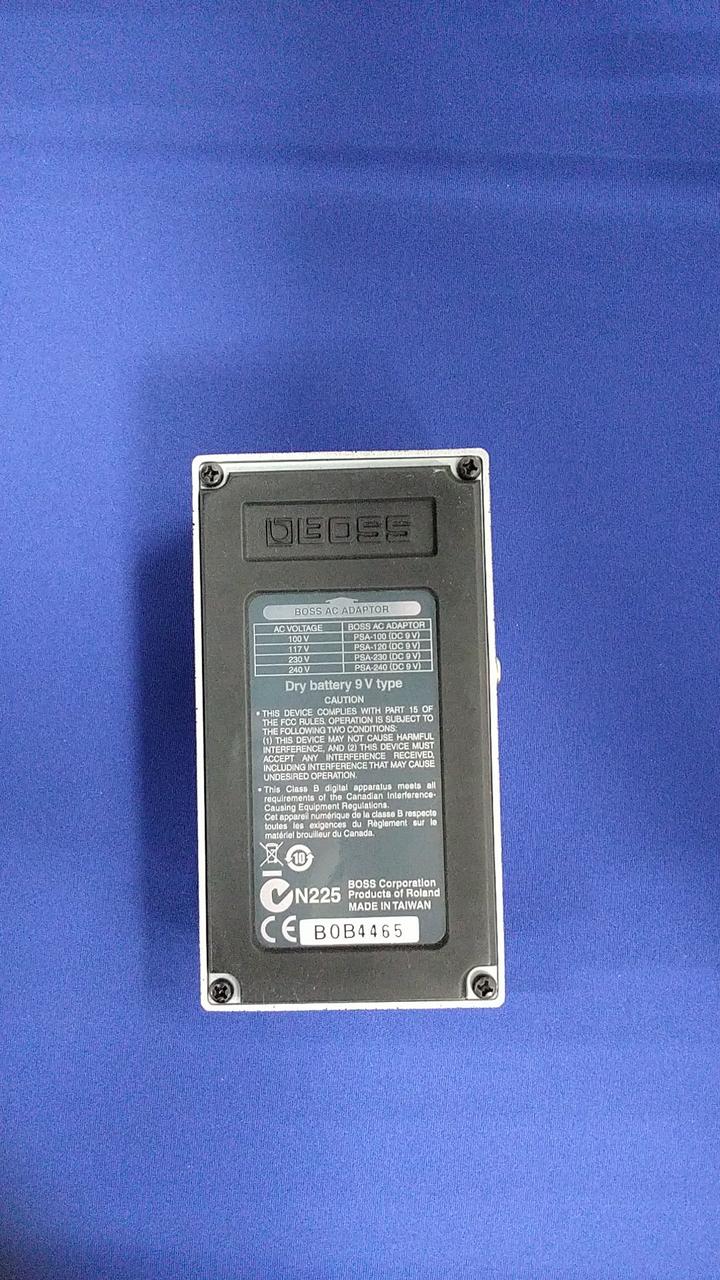 BOSS
BOSS AC ADAPTOR
AC VOLTAGE BOSS AC ADAPTOR
100 V PSA-100 (DC 9 V)
117 V PSA-120 (DC 9 V)
230 V PSA-230 (DC 9 V)
240 V PSA-240 (DC 9 V)
Dry battery 9 V type
CAUTION
• THIS DEVICE COMPLIES WITH PART 15 OF
THE FCC RULES. OPERATION IS SUBJECT TO
THE FOLLOWING TWO CONDITIONS:
(1) THIS DEVICE MAY NOT CAUSE HARMFUL
INTERFERENCE, AND (2) THIS DEVICE MUST
ACCEPT ANY INTERFERENCE RECEIVED,
INCLUDING INTERFERENCE THAT MAY CAUSE
UNDESIRED OPERATION.
• This Class B digital apparatus meets all
requirements of the Canadian Interference-
Causing Equipment Regulations.
Cet appareil numérique de la classe B respecte
toutes les exigences du Règlement sur le
matériel brouilleur du Canada.
10
N225 BOSS Corporation
Products of Roland
MADE IN TAIWAN
CE B0B4465